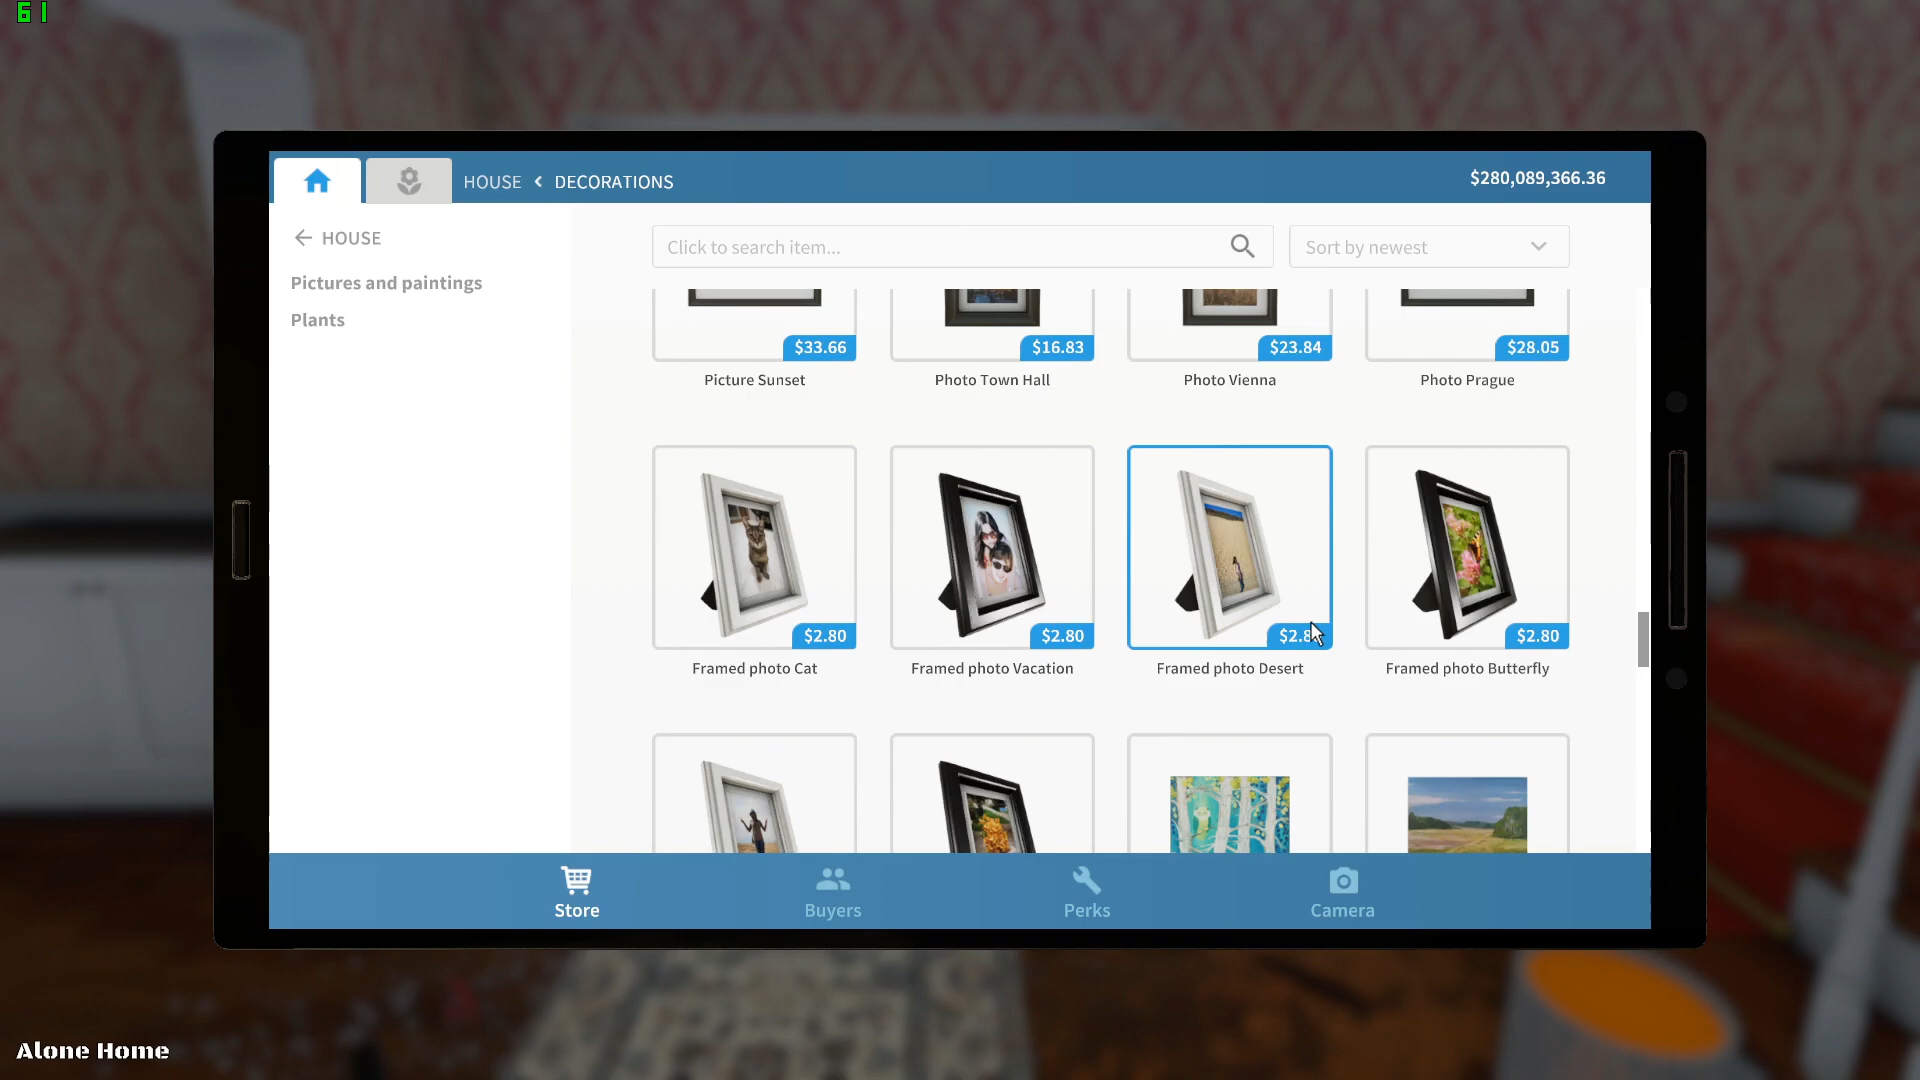 61
HOUSE < DECORATIONS
$280,089,366.36
HOUSE
Pictures and paintings
Plants
Click to search item...
Sort by newest
$33.66
$16.83
$23.84
$28.05
Picture Sunset
Photo Town Hall
Photo Vienna
Photo Prague
$2.80
$2.80
$2.8
$2.80
Framed photo Cat
Framed photo Vacation
Framed photo Desert
Framed photo Butterfly
Store
Buyers
Perks
Camera
Alone Home